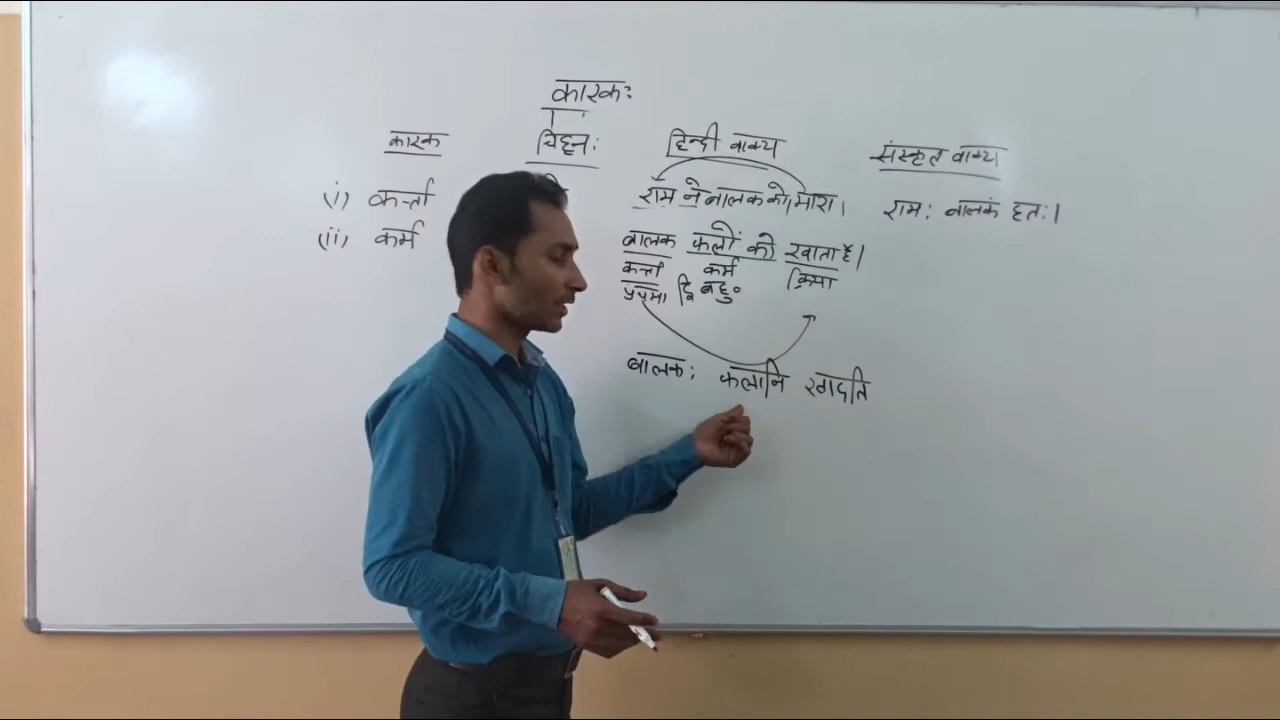 कारकः
कारक चिह्नः हिन्दी वाक्य संस्कृत वाक्य
(i) कर्त्ता राम ने बालक को मारा। रामः बालकं हतः।
(ii) कर्म बालक फलों को खाता है।
कर्त्ता कर्म क्रिया
प्रथमा द्वि बहु०
बालकः फलानि खादति